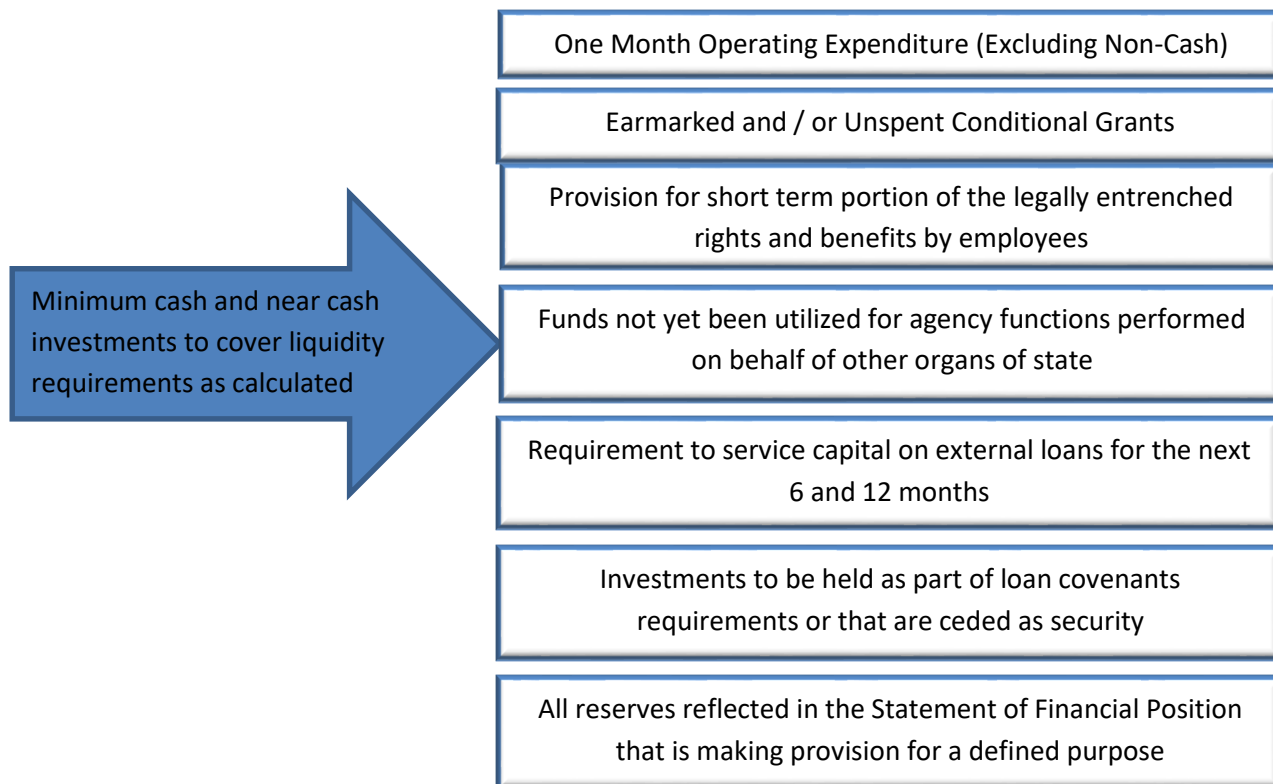 One Month Operating Expenditure (Excluding Non-Cash)
Earmarked and / or Unspent Conditional Grants
Provision for short term portion of the legally entrenched
rights and benefits by employees
Minimum cash and near cash
investments to cover liquidity
requirements as calculated
Funds not yet been utilized for agency functions performed
on behalf of other organs of state
Requirement to service capital on external loans for the next
6 and 12 months
Investments to be held as part of loan covenants
requirements or that are ceded as security
All reserves reflected in the Statement of Financial Position
that is making provision for a defined purpose